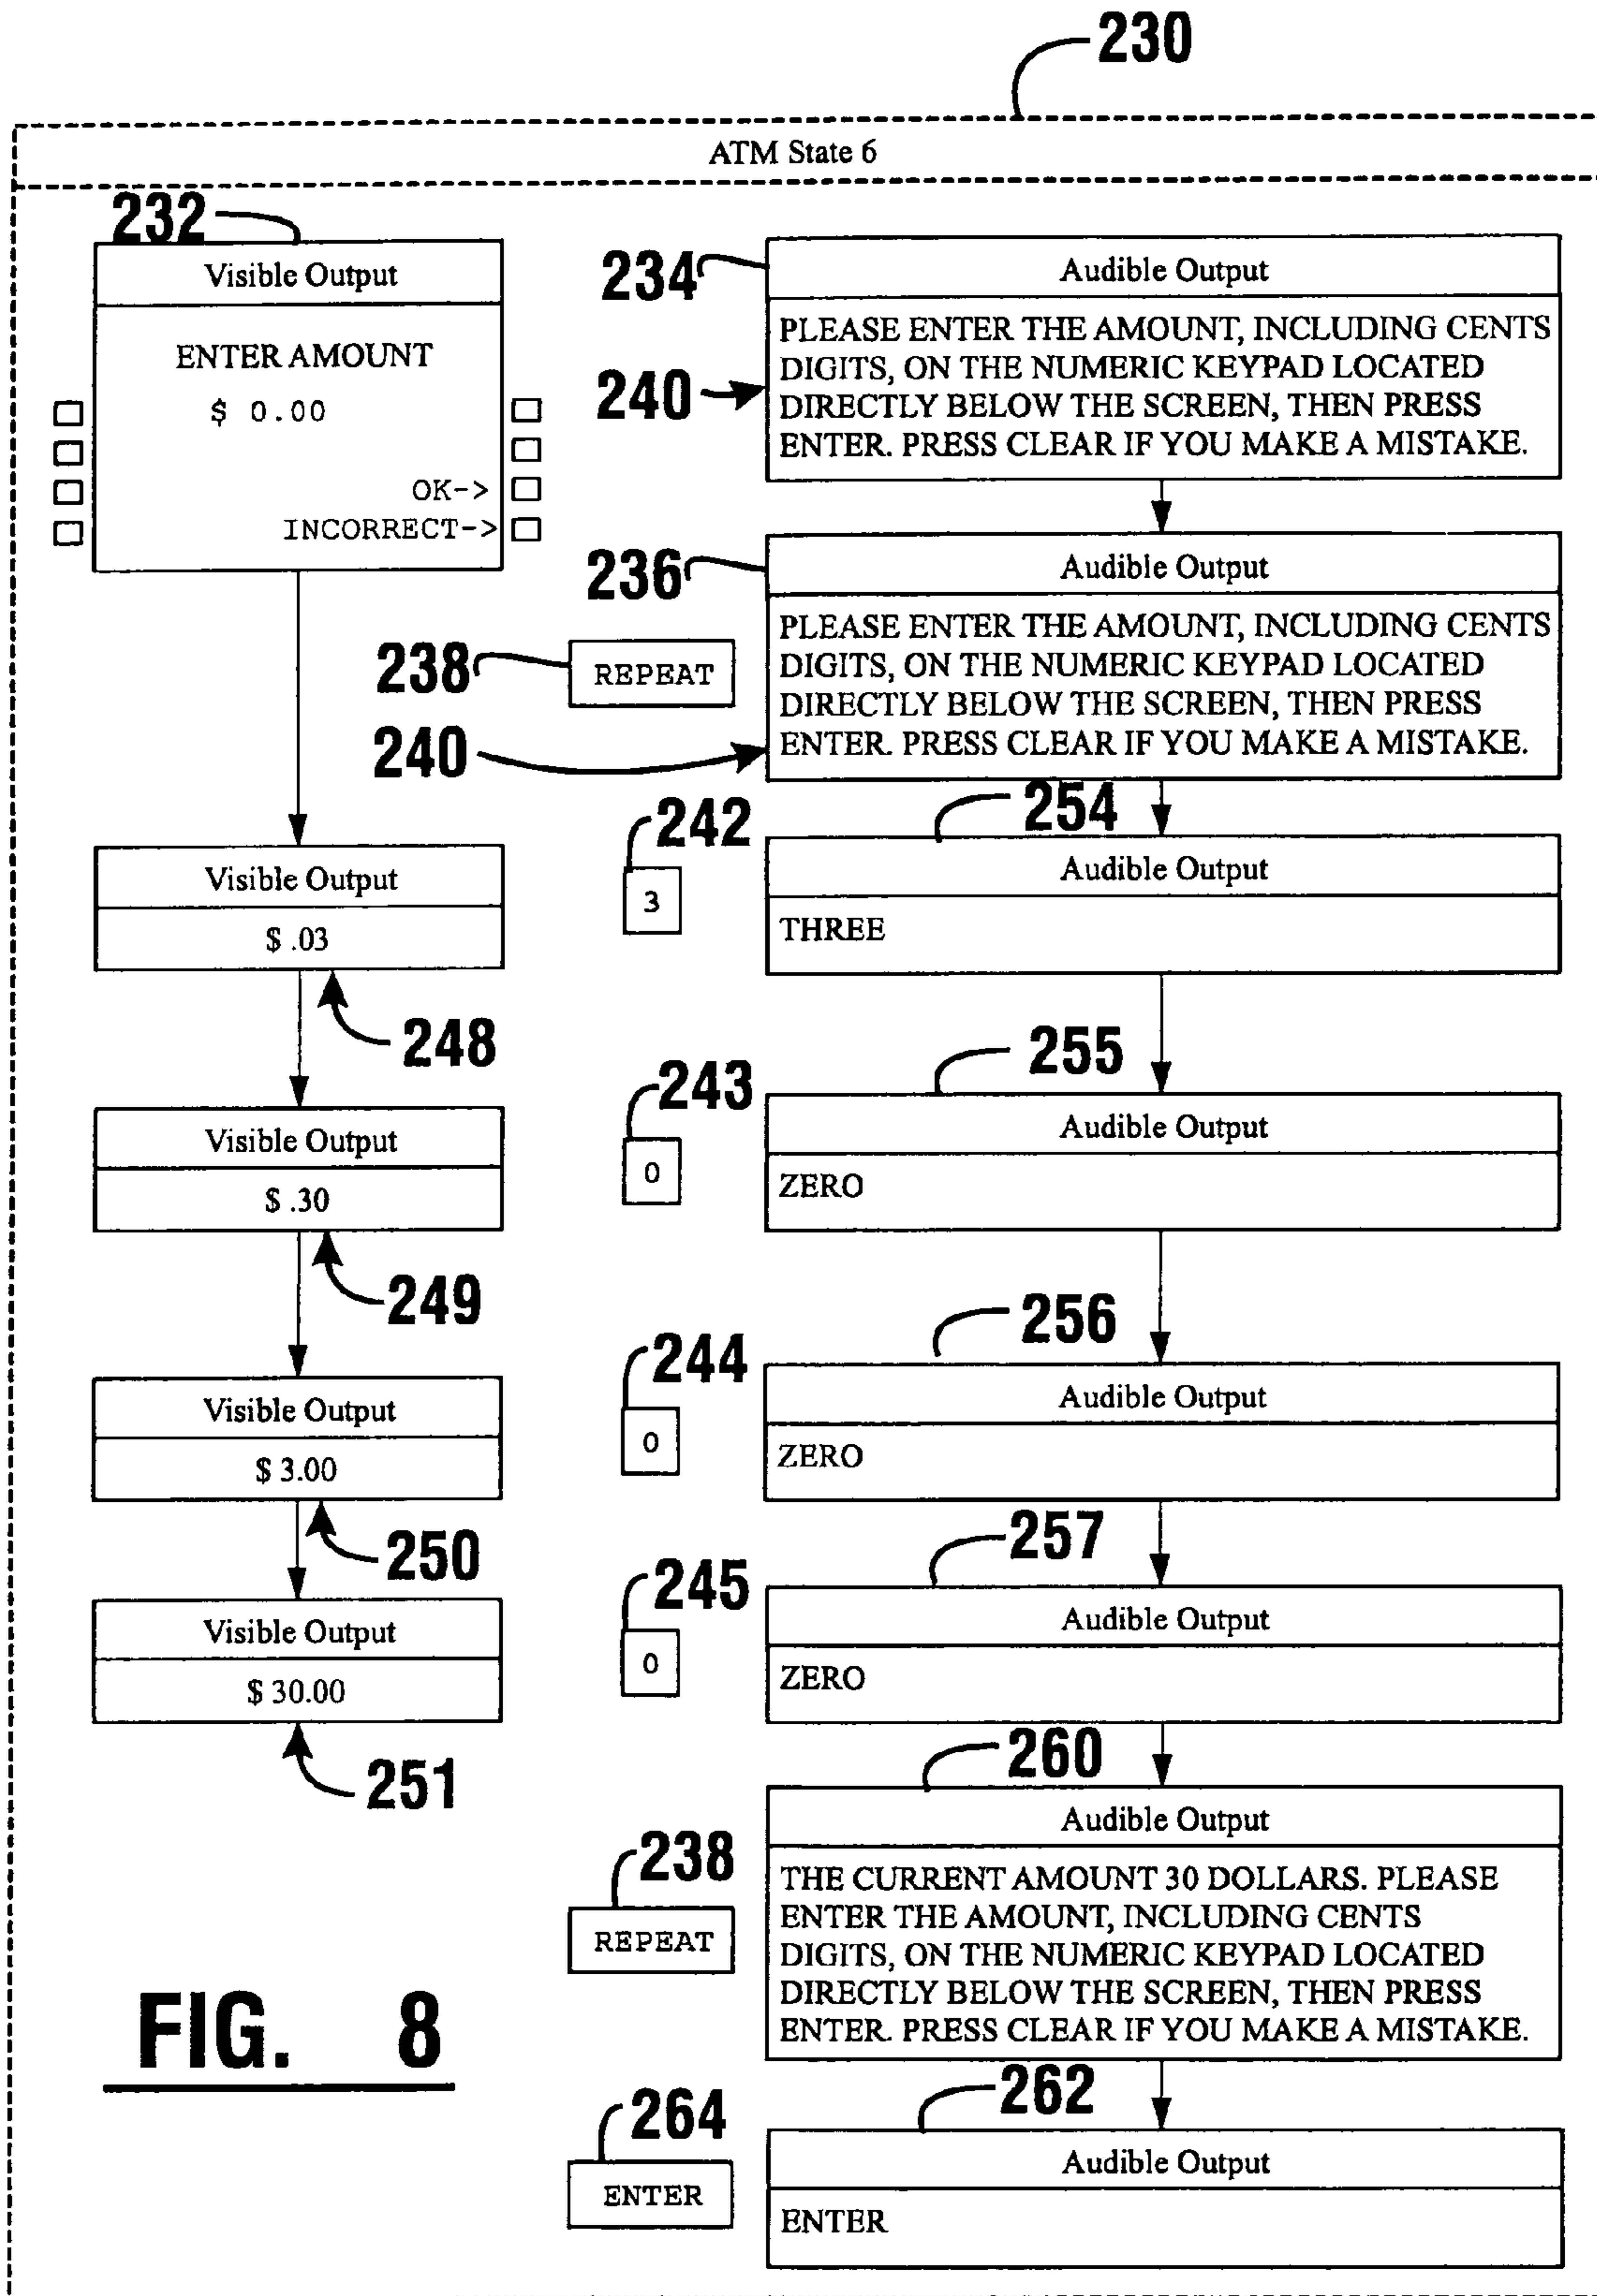 230
ATM State 6
232
Visible Output
ENTER AMOUNT
$ 0.00
OK->
INCORRECT->
234
Audible Output
240
PLEASE ENTER THE AMOUNT, INCLUDING CENTS
DIGITS, ON THE NUMERIC KEYPAD LOCATED
DIRECTLY BELOW THE SCREEN, THEN PRESS
ENTER. PRESS CLEAR IF YOU MAKE A MISTAKE.
236
Audible Output
238
REPEAT
240
PLEASE ENTER THE AMOUNT, INCLUDING CENTS
DIGITS, ON THE NUMERIC KEYPAD LOCATED
DIRECTLY BELOW THE SCREEN, THEN PRESS
ENTER. PRESS CLEAR IF YOU MAKE A MISTAKE.
Visible Output
$ .03
248
242
3
254
Audible Output
THREE
Visible Output
$ .30
249
243
0
255
Audible Output
ZERO
Visible Output
$ 3.00
250
244
0
256
Audible Output
ZERO
Visible Output
$ 30.00
251
245
0
257
Audible Output
ZERO
260
Audible Output
238
REPEAT
THE CURRENT AMOUNT 30 DOLLARS. PLEASE
ENTER THE AMOUNT, INCLUDING CENTS
DIGITS, ON THE NUMERIC KEYPAD LOCATED
DIRECTLY BELOW THE SCREEN, THEN PRESS
ENTER. PRESS CLEAR IF YOU MAKE A MISTAKE.
264
ENTER
262
Audible Output
ENTER
FIG. 8